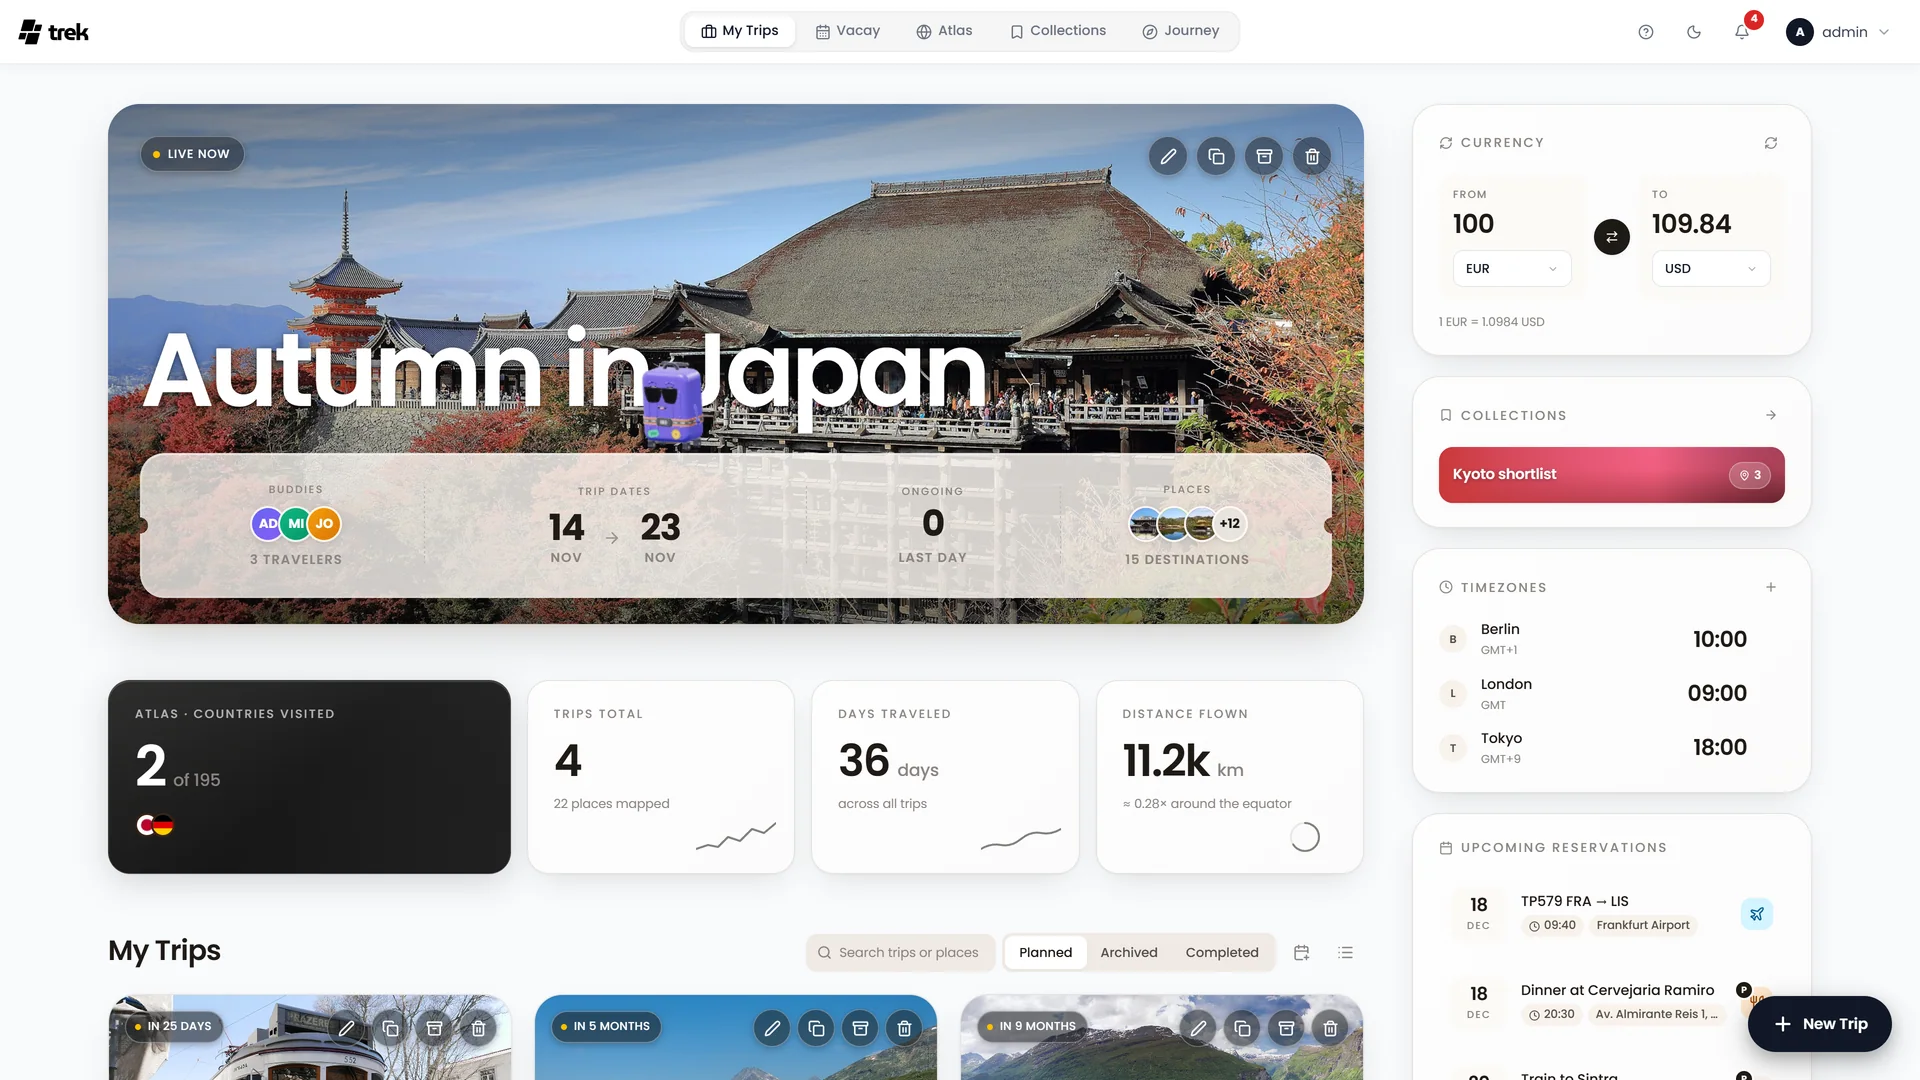 trek
My Trips
Vacay
Atlas
Collections
Journey
4
A
admin
LIVE NOW
Autumn in Japan
BUDDIES
AD MI JO
3 TRAVELERS
TRIP DATES
14 → 23
NOV NOV
ONGOING
0
LAST DAY
PLACES
+12
15 DESTINATIONS
CURRENCY
FROM
100
EUR
TO
109.84
USD
1 EUR = 1.0984 USD
COLLECTIONS
Kyoto shortlist
3
TIMEZONES
B
Berlin
GMT+1
10:00
L
London
GMT
09:00
T
Tokyo
GMT+9
18:00
ATLAS · COUNTRIES VISITED
2 of 195
TRIPS TOTAL
4
22 places mapped
DAYS TRAVELED
36 days
across all trips
DISTANCE FLOWN
11.2k km
≈ 0.28× around the equator
UPCOMING RESERVATIONS
18
DEC
TP579 FRA → LIS
09:40
Frankfurt Airport
18
DEC
Dinner at Cervejaria Ramiro
20:30
Av. Almirante Reis 1, ...
P
Train to Sintra
My Trips
Search trips or places
Planned
Archived
Completed
IN 25 DAYS
552
IN 5 MONTHS
IN 9 MONTHS
New Trip